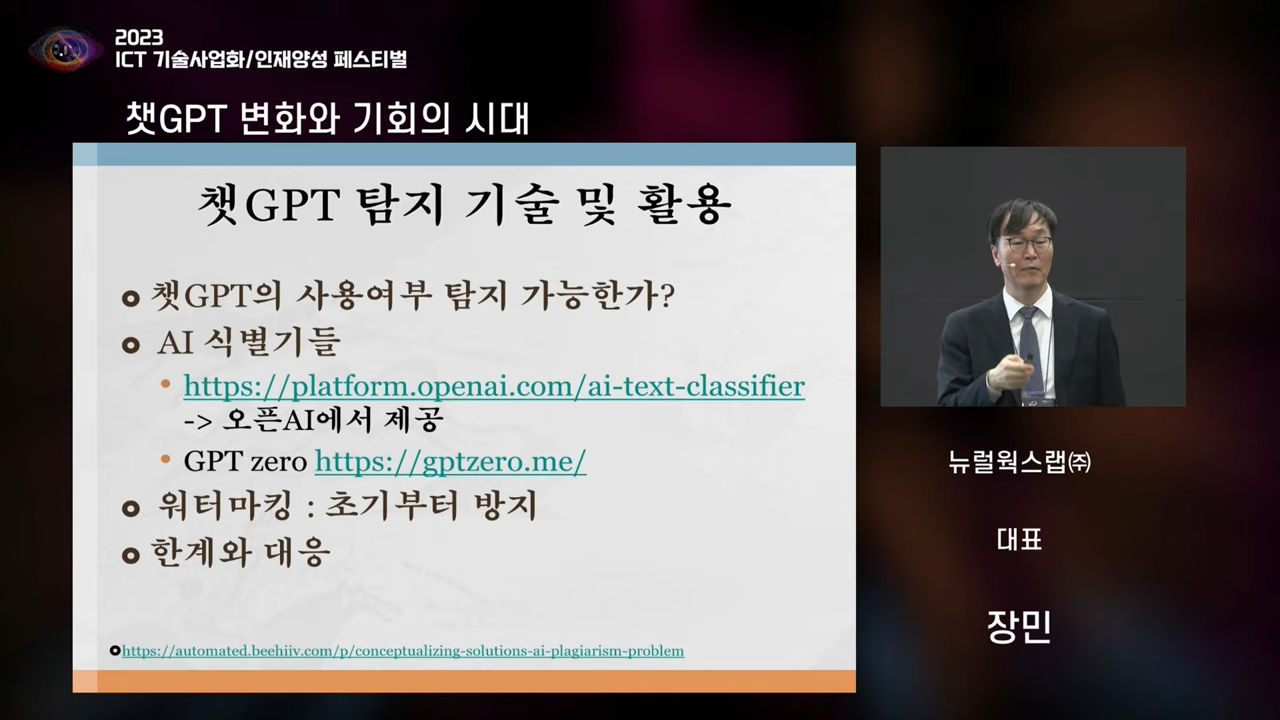 2023
ICT 기술사업화/인재양성 페스티벌
챗GPT 변화와 기회의 시대
챗GPT 탐지 기술 및 활용
챗GPT의 사용여부 탐지 가능한가?
AI 식별기들
https://platform.openai.com/ai-text-classifier
-> 오픈AI에서 제공
GPT zero https://gptzero.me/
워터마킹 : 초기부터 방지
한계와 대응
https://automated.beehiiv.com/p/conceptualizing-solutions-ai-plagiarism-problem
뉴럴웍스랩㈜
대표
장민